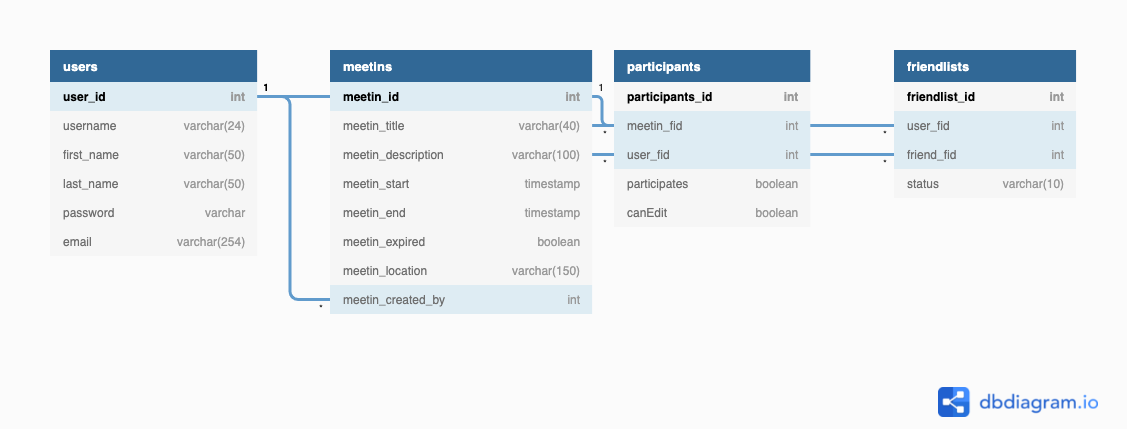 users
user_id int
username varchar(24)
first_name varchar(50)
last_name varchar(50)
password varchar
email varchar(254)
1
meetins
meetin_id int
meetin_title varchar(40)
meetin_description varchar(100)
meetin_start timestamp
meetin_end timestamp
meetin_expired boolean
meetin_location varchar(150)
meetin_created_by int
*
1
participants
participants_id int
meetin_fid int
user_fid int
participates boolean
canEdit boolean
*
*
friendlists
friendlist_id int
user_fid int
friend_fid int
status varchar(10)
*
*
dbdiagram.io